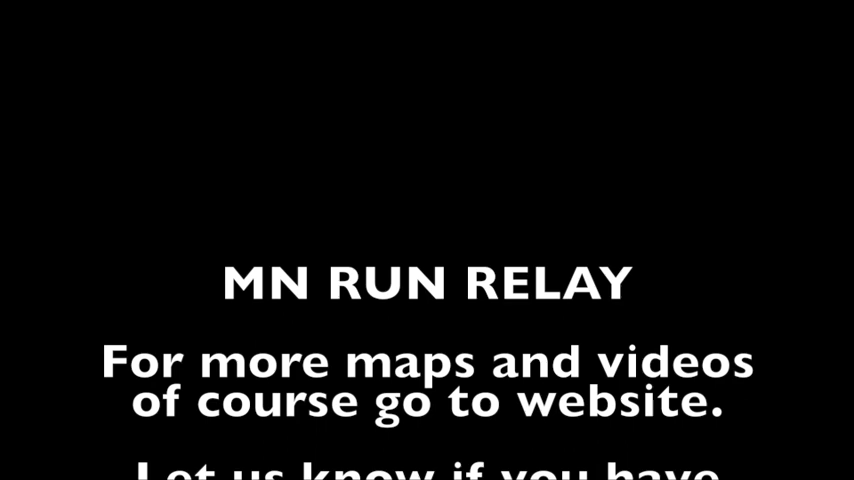 MN RUN RELAY
For more maps and videos
of course go to website.
Let us know if you have